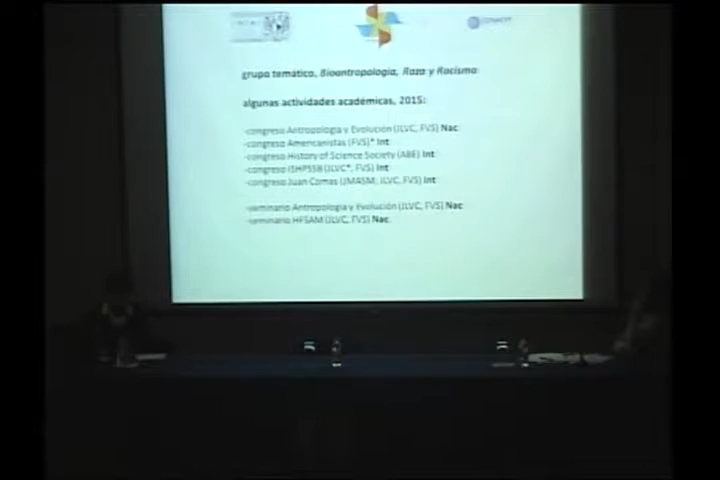 grupo temático, Bioantropología, Raza y Racismo:
algunas actividades académicas, 2015:
-congreso Antropología y Evolución (JLVC, FVS) Nac
-congreso Americanistas (FVS)* Int
-congreso History of Science Society (ABE) Int
-congreso ISHPSSB (JLVC*, FVS) Int
-congreso Juan Comas (JMASM, JLVC, FVS) Int
-seminario Antropología y Evolución (JLVC, FVS) Nac
-seminario HFSAM (JLVC, FVS) Nac